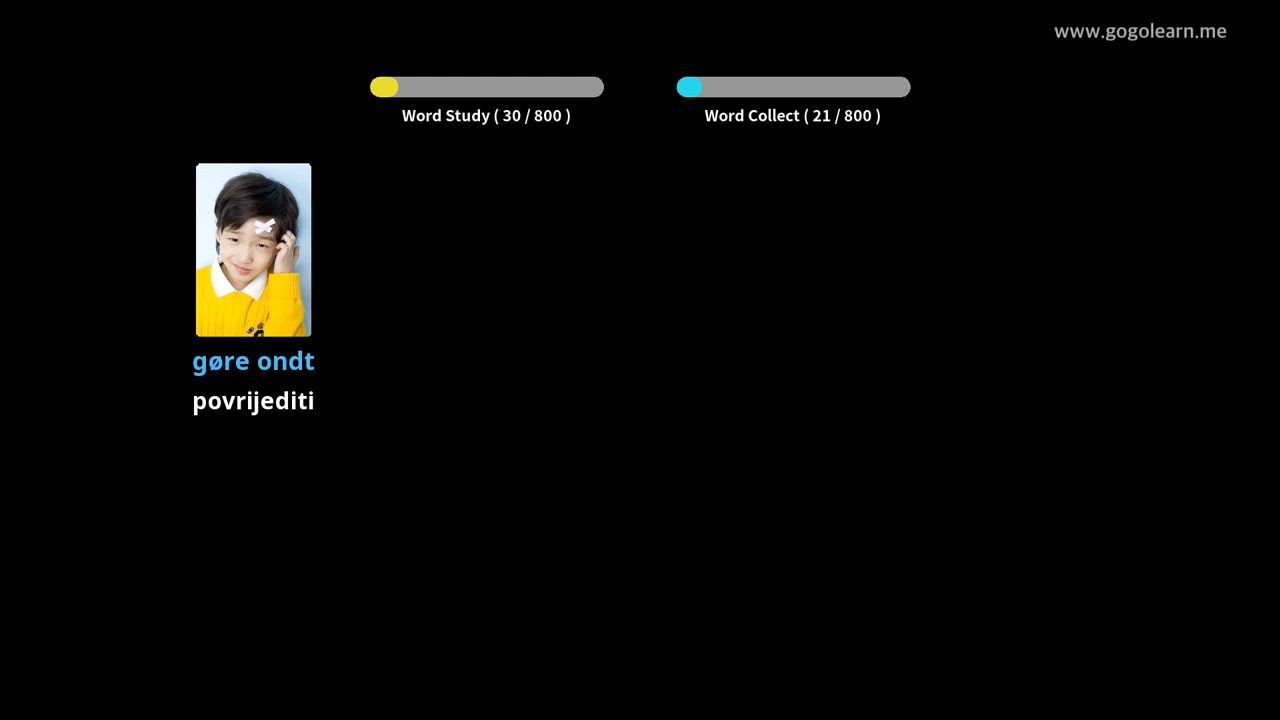 www.gogolearn.me
Word Study ( 30 / 800 )
Word Collect ( 21 / 800 )
gøre ondt
povrijediti